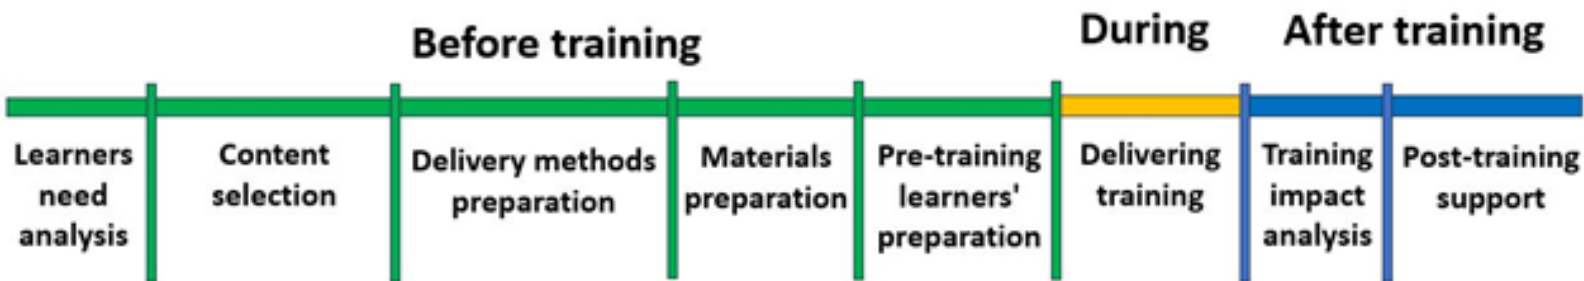 Before training
During
After training
Learners
need
analysis
Content
selection
Delivery methods
preparation
Materials
preparation
Pre-training
learners'
preparation
Delivering
training
Training
impact
analysis
Post-training
support